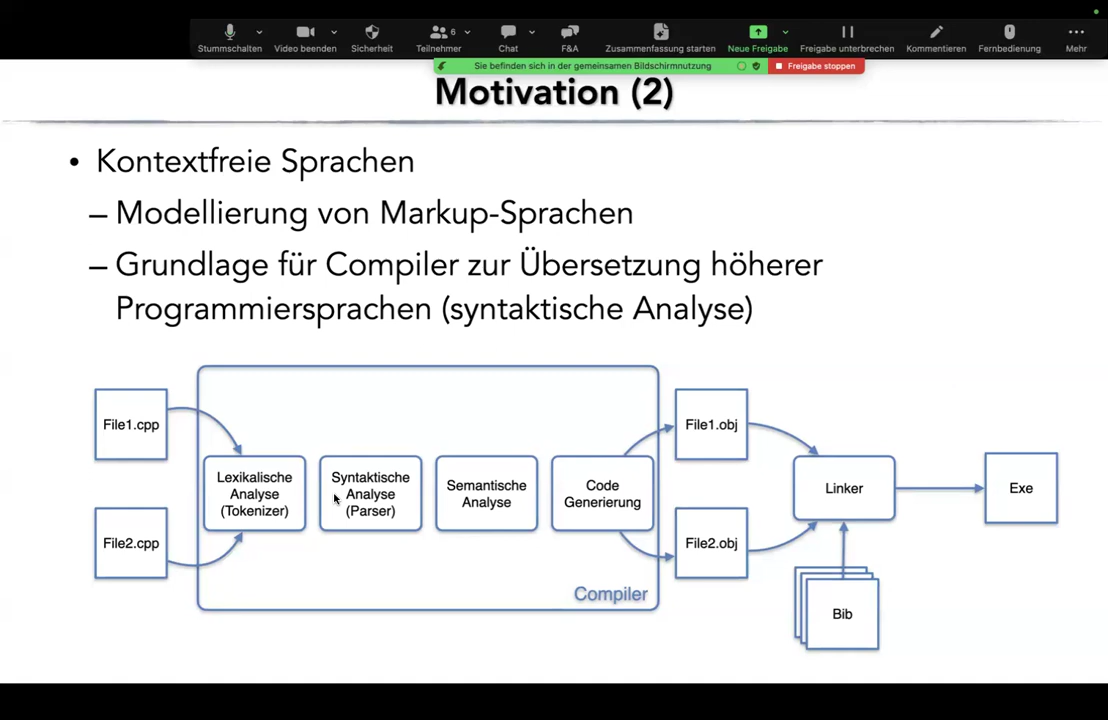 6
Stummschalten Video beenden Sicherheit Teilnehmer Chat F&A Zusammenfassung starten Neue Freigabe Freigabe unterbrechen Kommentieren Fernbedienung Mehr
Sie befinden sich in der gemeinsamen Bildschirmnutzung Freigabe stoppen
Motivation (2)
• Kontextfreie Sprachen
– Modellierung von Markup-Sprachen
– Grundlage für Compiler zur Übersetzung höherer
Programmiersprachen (syntaktische Analyse)
File1.cpp
File2.cpp
Lexikalische
Analyse
(Tokenizer)
Syntaktische
Analyse
(Parser)
Semantische
Analyse
Code
Generierung
Compiler
File1.obj
File2.obj
Linker
Bib
Exe